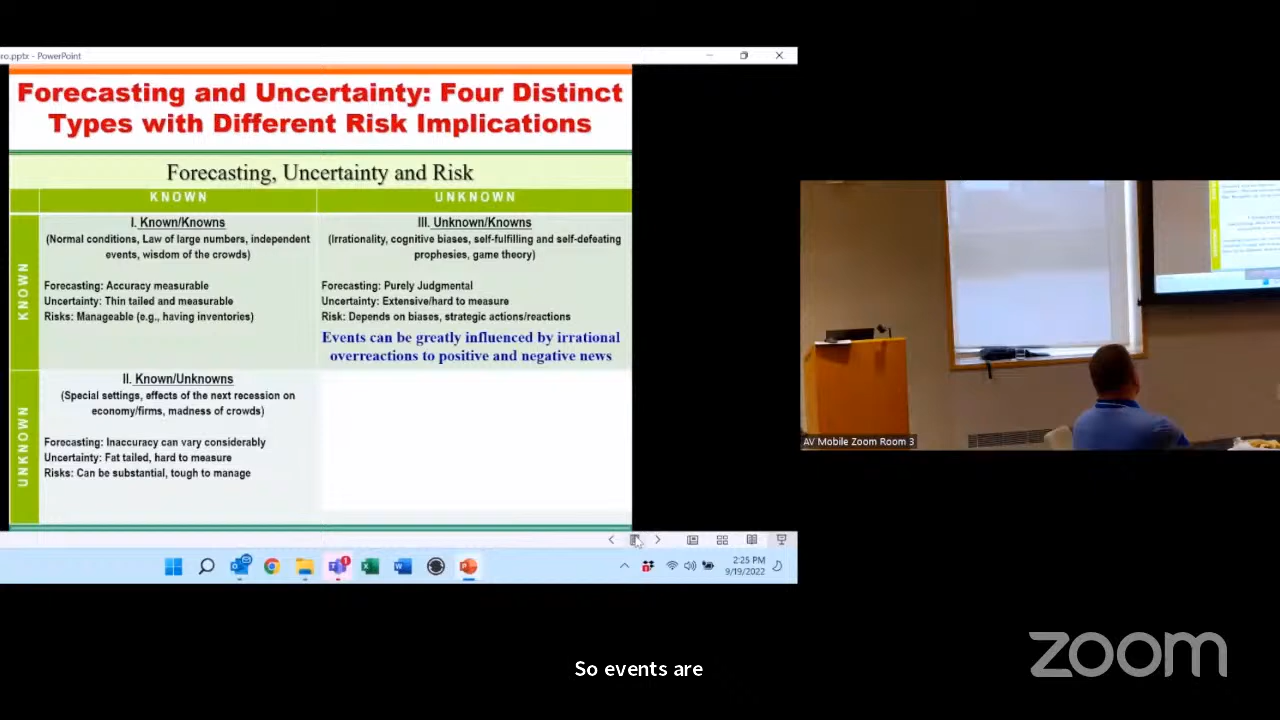 ro.pptx - PowerPoint
Forecasting and Uncertainty: Four Distinct
Types with Different Risk Implications
Forecasting, Uncertainty and Risk
KNOWN
UNKNOWN
KNOWN
I. Known/Knowns
(Normal conditions, Law of large numbers, independent
events, wisdom of the crowds)
Forecasting: Accuracy measurable
Uncertainty: Thin tailed and measurable
Risks: Manageable (e.g., having inventories)
III. Unknown/Knowns
(Irrationality, cognitive biases, self-fulfilling and self-defeating
prophesies, game theory)
Forecasting: Purely Judgmental
Uncertainty: Extensive/hard to measure
Risk: Depends on biases, strategic actions/reactions
Events can be greatly influenced by irrational
overreactions to positive and negative news
UNKNOWN
II. Known/Unknowns
(Special settings, effects of the next recession on
economy/firms, madness of crowds)
Forecasting: Inaccuracy can vary considerably
Uncertainty: Fat tailed, hard to measure
Risks: Can be substantial, tough to manage
2:25 PM
9/19/2022
AV Mobile Zoom Room 3
So events are
zoom